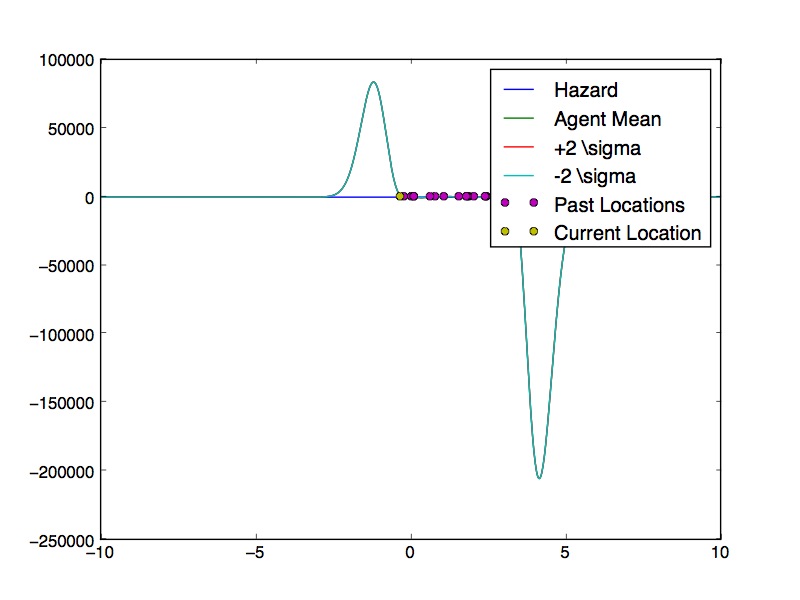 100000
50000
0
−50000
−100000
−150000
−200000
−250000
−10
−5
0
5
10
Hazard
Agent Mean
+2 \sigma
-2 \sigma
Past Locations
Current Location